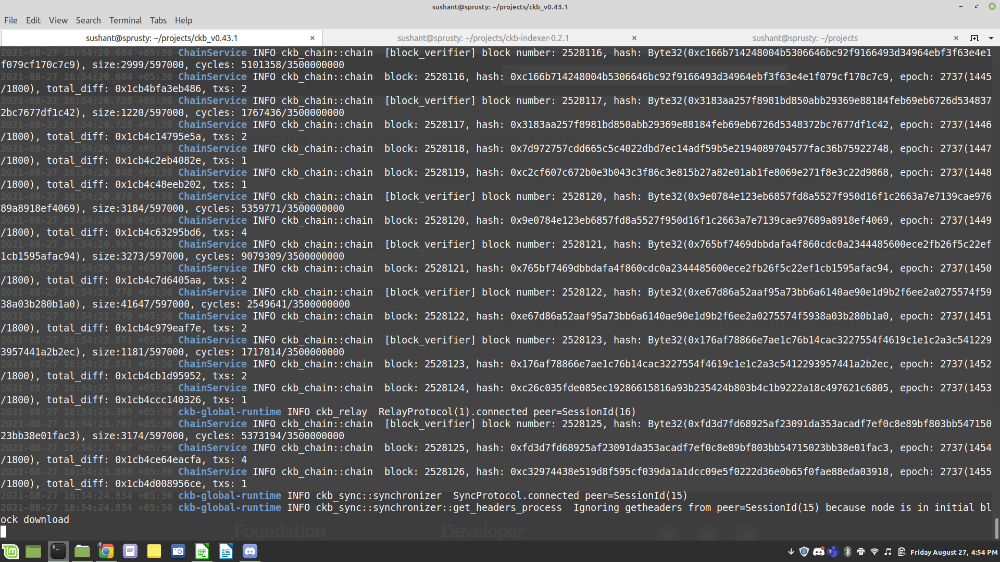 sushant@sprusty: ~/projects/ckb_v0.43.1
File Edit View Search Terminal Tabs Help
sushant@sprusty: ~/projects/ckb_v0.43.1 × sushant@sprusty: ~/projects/ckb-indexer-0.2.1 × sushant@sprusty: ~/projects ×
2021-08-27 16:54:20.684 +05:30 ChainService INFO ckb_chain::chain [block_verifier] block number: 2528116, hash: Byte32(0xc166b714248004b5306646bc92f9166493d34964ebf3f63e4e1
f079cf170c7c9), size:2999/597000, cycles: 5101358/3500000000
2021-08-27 16:54:20.684 +05:30 ChainService INFO ckb_chain::chain block: 2528116, hash: 0xc166b714248004b5306646bc92f9166493d34964ebf3f63e4e1f079cf170c7c9, epoch: 2737(1445
/1800), total_diff: 0x1cb4bfa3eb486, txs: 2
2021-08-27 16:54:20.728 +05:30 ChainService INFO ckb_chain::chain [block_verifier] block number: 2528117, hash: Byte32(0x3183aa257f8981bd850abb29369e88184feb69eb6726d534837
2bc7677df1c42), size:1220/597000, cycles: 1767436/3500000000
2021-08-27 16:54:20.728 +05:30 ChainService INFO ckb_chain::chain block: 2528117, hash: 0x3183aa257f8981bd850abb29369e88184feb69eb6726d5348372bc7677df1c42, epoch: 2737(1446
/1800), total_diff: 0x1cb4c14795e5a, txs: 2
2021-08-27 16:54:20.765 +05:30 ChainService INFO ckb_chain::chain block: 2528118, hash: 0x7d972757cdd665c5c4022dbd7ec14adf59b5e2194089704577fac36b75922748, epoch: 2737(1447
/1800), total_diff: 0x1cb4c2eb4082e, txs: 1
2021-08-27 16:54:20.840 +05:30 ChainService INFO ckb_chain::chain block: 2528119, hash: 0xc2cf607c672b0e3b043c3f86c3e815b27a82e01ab1fe8069e271f8e3c22d9868, epoch: 2737(1448
/1800), total_diff: 0x1cb4c48eeb202, txs: 1
2021-08-27 16:54:20.878 +05:30 ChainService INFO ckb_chain::chain [block_verifier] block number: 2528120, hash: Byte32(0x9e0784e123eb6857fd8a5527f950d16f1c2663a7e7139cae976
89a8918ef4069), size:3184/597000, cycles: 5359771/3500000000
2021-08-27 16:54:20.880 +05:30 ChainService INFO ckb_chain::chain block: 2528120, hash: 0x9e0784e123eb6857fd8a5527f950d16f1c2663a7e7139cae97689a8918ef4069, epoch: 2737(1449
/1800), total_diff: 0x1cb4c63295bd6, txs: 4
2021-08-27 16:54:20.993 +05:30 ChainService INFO ckb_chain::chain [block_verifier] block number: 2528121, hash: Byte32(0x765bf7469dbbdafa4f860cdc0a2344485600ece2fb26f5c22ef
1cb1595afac94), size:3273/597000, cycles: 9079309/3500000000
2021-08-27 16:54:20.994 +05:30 ChainService INFO ckb_chain::chain block: 2528121, hash: 0x765bf7469dbbdafa4f860cdc0a2344485600ece2fb26f5c22ef1cb1595afac94, epoch: 2737(1450
/1800), total_diff: 0x1cb4c7d6405aa, txs: 2
2021-08-27 16:54:21.278 +05:30 ChainService INFO ckb_chain::chain [block_verifier] block number: 2528122, hash: Byte32(0xe67d86a52aaf95a73bb6a6140ae90e1d9b2f6ee2a0275574f59
38a03b280b1a0), size:41647/597000, cycles: 2549641/3500000000
2021-08-27 16:54:21.279 +05:30 ChainService INFO ckb_chain::chain block: 2528122, hash: 0xe67d86a52aaf95a73bb6a6140ae90e1d9b2f6ee2a0275574f5938a03b280b1a0, epoch: 2737(1451
/1800), total_diff: 0x1cb4c979eaf7e, txs: 2
2021-08-27 16:54:22.871 +05:30 ChainService INFO ckb_chain::chain [block_verifier] block number: 2528123, hash: Byte32(0x176af78866e7ae1c76b14cac3227554f4619c1e1c2a3c541229
3957441a2b2ec), size:1181/597000, cycles: 1717014/3500000000
2021-08-27 16:54:22.871 +05:30 ChainService INFO ckb_chain::chain block: 2528123, hash: 0x176af78866e7ae1c76b14cac3227554f4619c1e1c2a3c5412293957441a2b2ec, epoch: 2737(1452
/1800), total_diff: 0x1cb4cb1d95952, txs: 2
2021-08-27 16:54:23.199 +05:30 ChainService INFO ckb_chain::chain block: 2528124, hash: 0xc26c035fde085ec19286615816a93b235424b803b4c1b9222a18c497621c6805, epoch: 2737(1453
/1800), total_diff: 0x1cb4ccc140326, txs: 1
2021-08-27 16:54:23.305 +05:30 ckb-global-runtime INFO ckb_relay RelayProtocol(1).connected peer=SessionId(16)
2021-08-27 16:54:23.767 +05:30 ChainService INFO ckb_chain::chain [block_verifier] block number: 2528125, hash: Byte32(0xfd3d7fd68925af23091da353acadf7ef0c8e89bf803bb547150
23bb38e01fac3), size:3174/597000, cycles: 5373194/3500000000
2021-08-27 16:54:23.767 +05:30 ChainService INFO ckb_chain::chain block: 2528125, hash: 0xfd3d7fd68925af23091da353acadf7ef0c8e89bf803bb54715023bb38e01fac3, epoch: 2737(1454
/1800), total_diff: 0x1cb4ce64eacfa, txs: 4
2021-08-27 16:54:23.888 +05:30 ChainService INFO ckb_chain::chain block: 2528126, hash: 0xc32974438e519d8f595cf039da1a1dcc09e5f0222d36e0b65f0fae88eda03918, epoch: 2737(1455
/1800), total_diff: 0x1cb4d008956ce, txs: 1
2021-08-27 16:54:24.834 +05:30 ckb-global-runtime INFO ckb_sync::synchronizer SyncProtocol.connected peer=SessionId(15)
2021-08-27 16:54:24.834 +05:30 ckb-global-runtime INFO ckb_sync::synchronizer::get_headers_process Ignoring getheaders from peer=SessionId(15) because node is in initial bl
ock download
Foundation Developer
4 Friday August 27, 4:54 PM